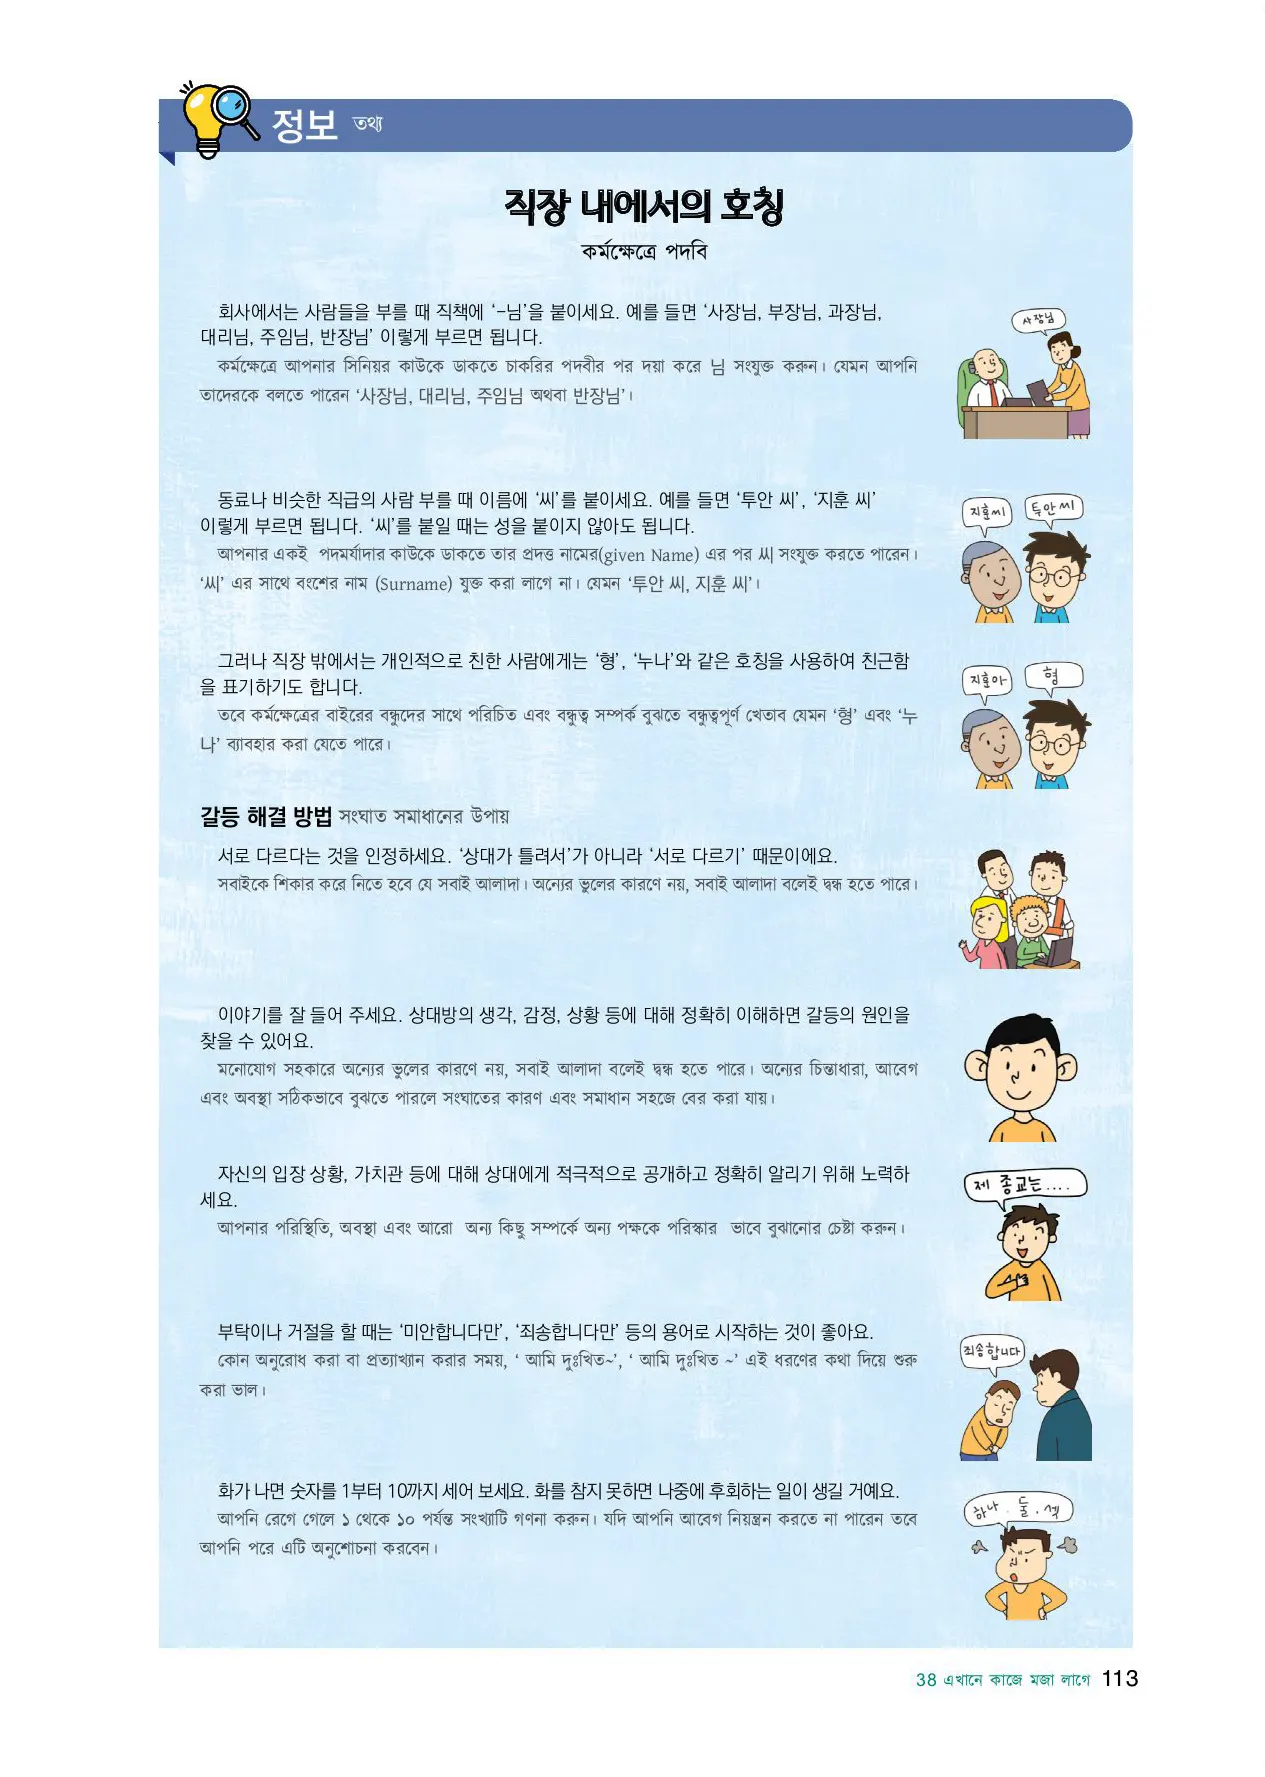 정보 তথ্য
직장 내에서의 호칭
কর্মক্ষেত্রে পদবি
회사에서는 사람들을 부를 때 직책에 ‘-님’을 붙이세요. 예를 들면 ‘사장님, 부장님, 과장님,
대리님, 주임님, 반장님’ 이렇게 부르면 됩니다.
কর্মক্ষেত্রে আপনার সিনিয়র কাউকে ডাকতে চাকরির পদবীর পর দয়া করে 님 সংযুক্ত করুন। যেমন আপনি
তাদেরকে বলতে পারেন ‘사장님, 대리님, 주임님 অথবা 반장님’।
사장님
동료나 비슷한 직급의 사람 부를 때 이름에 ‘씨’를 붙이세요. 예를 들면 ‘투안 씨’, ‘지훈 씨’
이렇게 부르면 됩니다. ‘씨’를 붙일 때는 성을 붙이지 않아도 됩니다.
আপনার একই পদমর্যাদার কাউকে ডাকতে তার প্রদত্ত নামের(given Name) এর পর 씨 সংযুক্ত করতে পারেন।
‘씨’ এর সাথে বংশের নাম (Surname) যুক্ত করা লাগে না। যেমন ‘투안 씨, 지훈 씨’।
지훈씨 투안 씨
그러나 직장 밖에서는 개인적으로 친한 사람에게는 ‘형’, ‘누나’와 같은 호칭을 사용하여 친근함
을 표기하기도 합니다.
তবে কর্মক্ষেত্রের বাইরের বন্ধুদের সাথে পরিচিত এবং বন্ধুত্ব সম্পর্ক বুঝতে বন্ধুত্বপূর্ণ খেতাব যেমন ‘형’ এবং ‘누
나’ ব্যাবহার করা যেতে পারে।
지훈아 형
갈등 해결 방법 সংঘাত সমাধানের উপায়
서로 다르다는 것을 인정하세요. ‘상대가 틀려서’가 아니라 ‘서로 다르기’ 때문이에요.
সবাইকে শিকার করে নিতে হবে যে সবাই আলাদা। অন্যের ভুলের কারণে নয়, সবাই আলাদা বলেই দ্বন্ধ হতে পারে।
이야기를 잘 들어 주세요. 상대방의 생각, 감정, 상황 등에 대해 정확히 이해하면 갈등의 원인을
찾을 수 있어요.
মনোযোগ সহকারে অন্যের ভুলের কারণে নয়, সবাই আলাদা বলেই দ্বন্ধ হতে পারে। অন্যের চিন্তাধারা, আবেগ
এবং অবস্থা সঠিকভাবে বুঝতে পারলে সংঘাতের কারণ এবং সমাধান সহজে বের করা যায়।
자신의 입장 상황, 가치관 등에 대해 상대에게 적극적으로 공개하고 정확히 알리기 위해 노력하
세요.
আপনার পরিস্থিতি, অবস্থা এবং আরো অন্য কিছু সম্পর্কে অন্য পক্ষকে পরিস্কার ভাবে বুঝানোর চেষ্টা করুন।
제 종교는....
부탁이나 거절을 할 때는 ‘미안합니다만’, ‘죄송합니다만’ 등의 용어로 시작하는 것이 좋아요.
কোন অনুরোধ করা বা প্রত্যাখ্যান করার সময়, ‘ আমি দুঃখিত~’, ‘ আমি দুঃখিত ~’ এই ধরণের কথা দিয়ে শুরু
করা ভাল।
죄송합니다
화가 나면 숫자를 1부터 10까지 세어 보세요. 화를 참지 못하면 나중에 후회하는 일이 생길 거예요.
আপনি রেগে গেলে ১ থেকে ১০ পর্যন্ত সংখ্যাটি গণনা করুন। যদি আপনি আবেগ নিয়ন্ত্রন করতে না পারেন তবে
আপনি পরে এটি অনুশোচনা করবেন।
하나. 둘. 셋
38 এখানে কাজে মজা লাগে 113